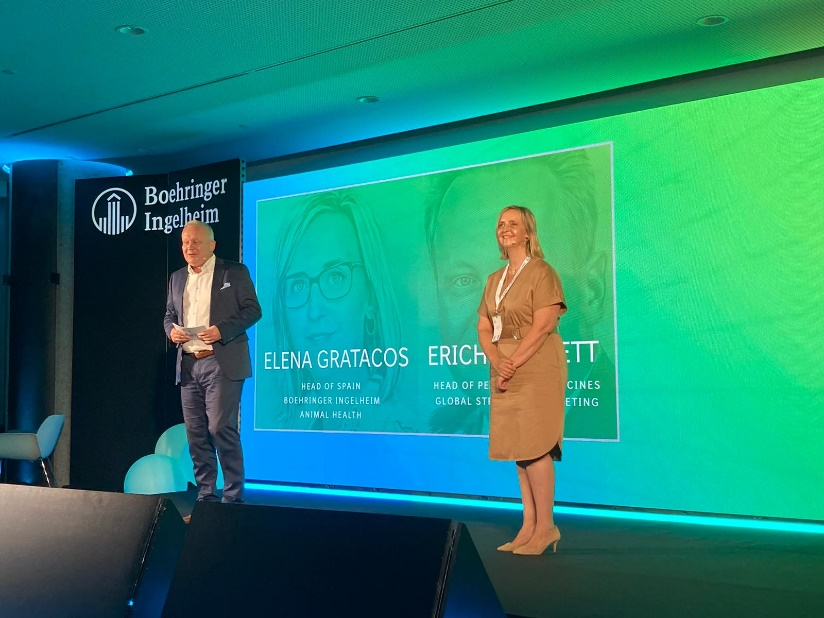 Boehringer
Ingelheim
ELENA GRATACOS
HEAD OF SPAIN
BOEHRINGER INGELHEIM
ANIMAL HEALTH
ERICH
HEAD OF
GLOBAL